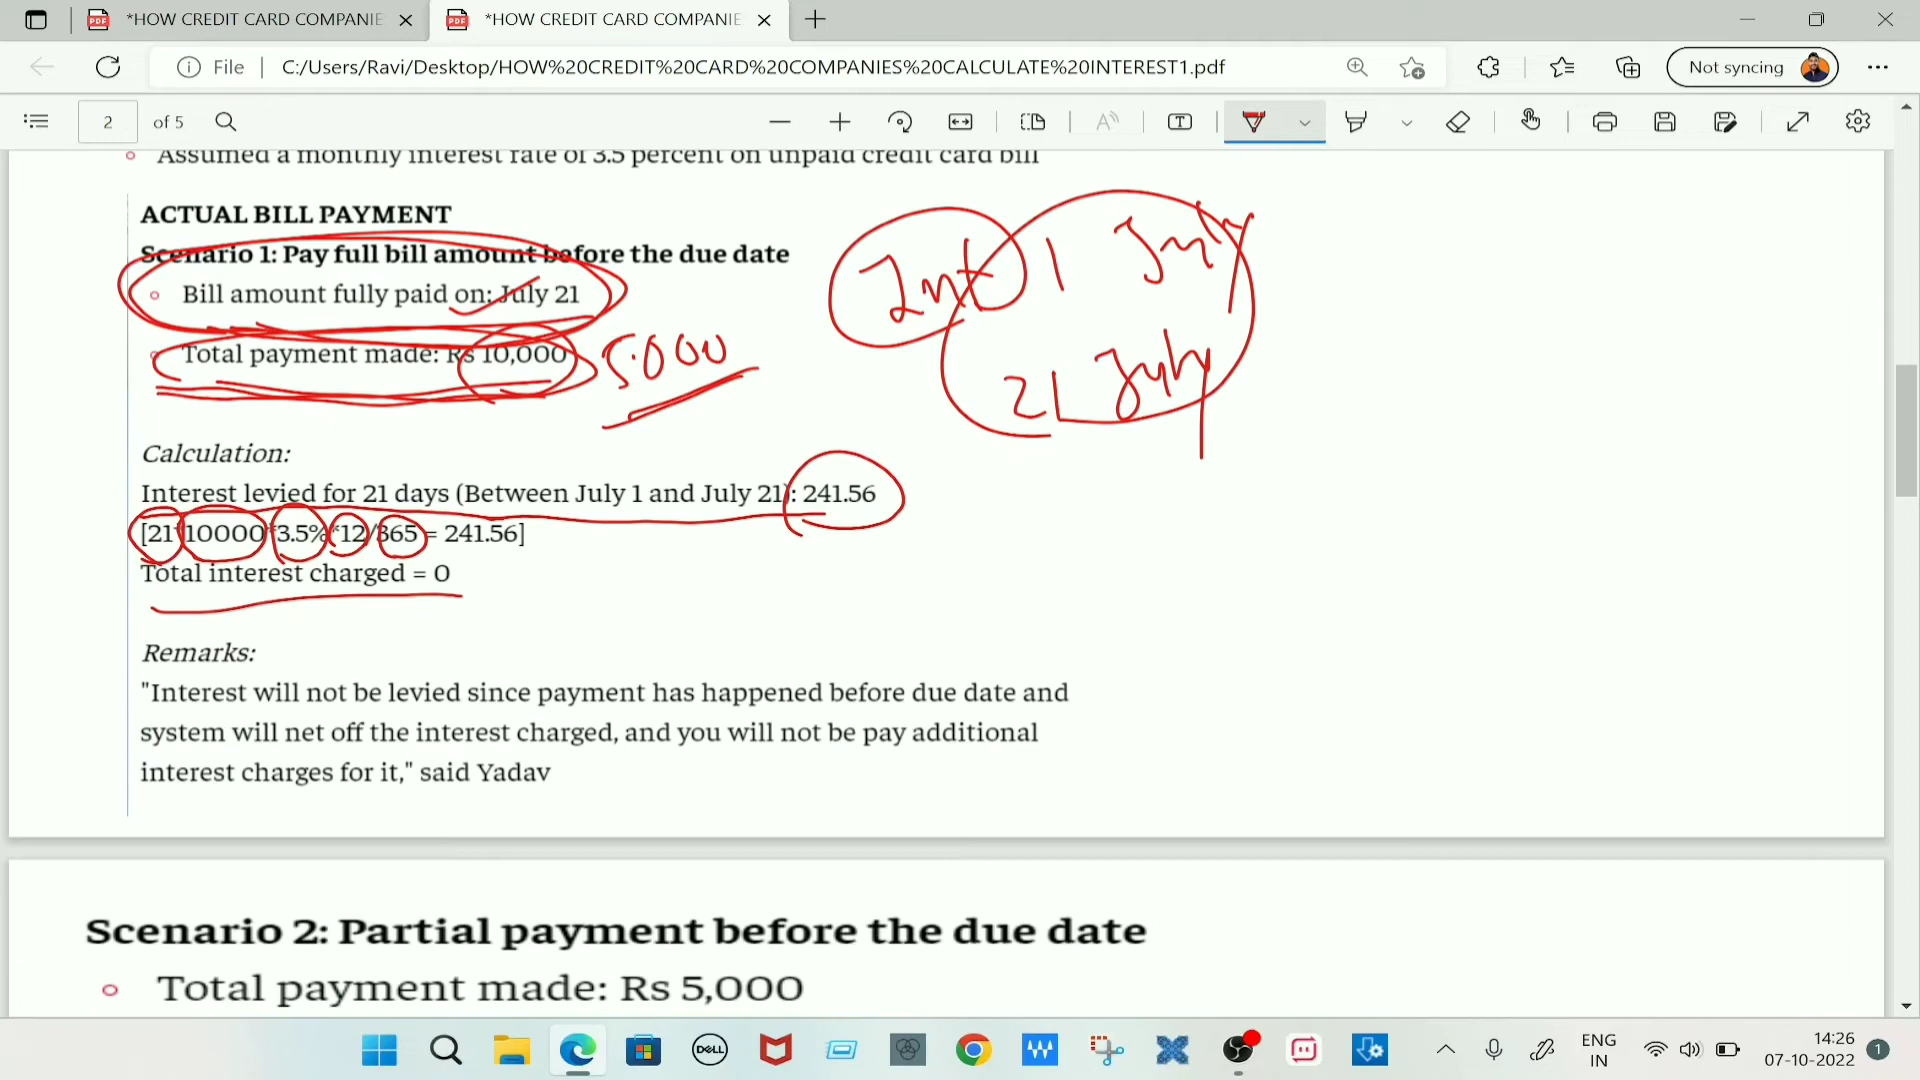 *HOW CREDIT CARD COMPANIE
*HOW CREDIT CARD COMPANIE
File
C:/Users/Ravi/Desktop/HOW%20CREDIT%20CARD%20COMPANIES%20CALCULATE%20INTEREST1.pdf
Not syncing
2 of 5
Assumed a monthly interest rate of 3.5 percent on unpaid credit card bill
ACTUAL BILL PAYMENT
Scenario 1: Pay full bill amount before the due date
Bill amount fully paid on: July 21
Total payment made: Rs 10,000
5000
Int 1 July
21 July
Calculation:
Interest levied for 21 days (Between July 1 and July 21): 241.56
[21*10000*3.5%*12/365 = 241.56]
Total interest charged = 0
Remarks:
"Interest will not be levied since payment has happened before due date and
system will net off the interest charged, and you will not be pay additional
interest charges for it," said Yadav
Scenario 2: Partial payment before the due date
Total payment made: Rs 5,000
DELL
ENG
IN
14:26
07-10-2022
1